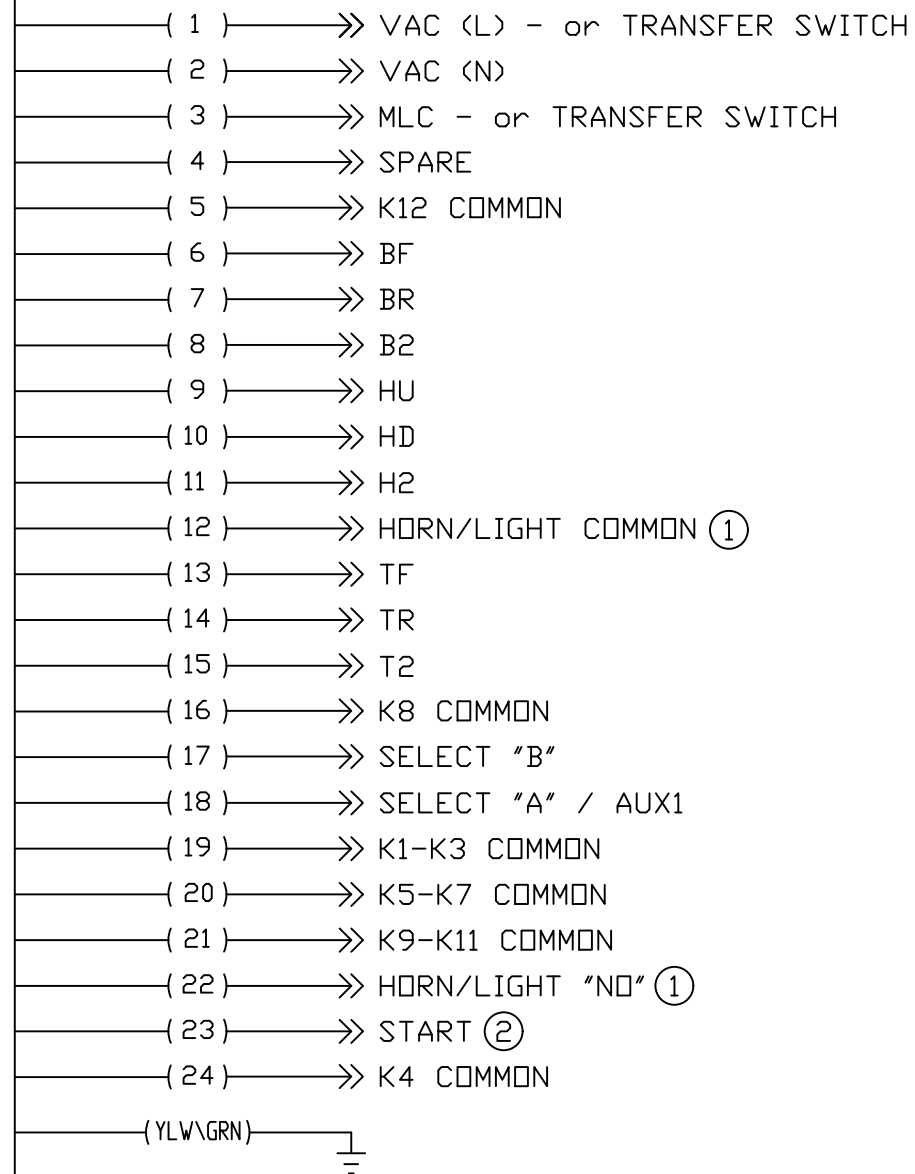 ( 1 ) VAC (L) - or TRANSFER SWITCH
( 2 ) VAC (N)
( 3 ) MLC - or TRANSFER SWITCH
( 4 ) SPARE
( 5 ) K12 COMMON
( 6 ) BF
( 7 ) BR
( 8 ) B2
( 9 ) HU
( 10 ) HD
( 11 ) H2
( 12 ) HORN/LIGHT COMMON 1
( 13 ) TF
( 14 ) TR
( 15 ) T2
( 16 ) K8 COMMON
( 17 ) SELECT "B"
( 18 ) SELECT "A" / AUX1
( 19 ) K1-K3 COMMON
( 20 ) K5-K7 COMMON
( 21 ) K9-K11 COMMON
( 22 ) HORN/LIGHT "NO" 1
( 23 ) START 2
( 24 ) K4 COMMON
(YLW\GRN)